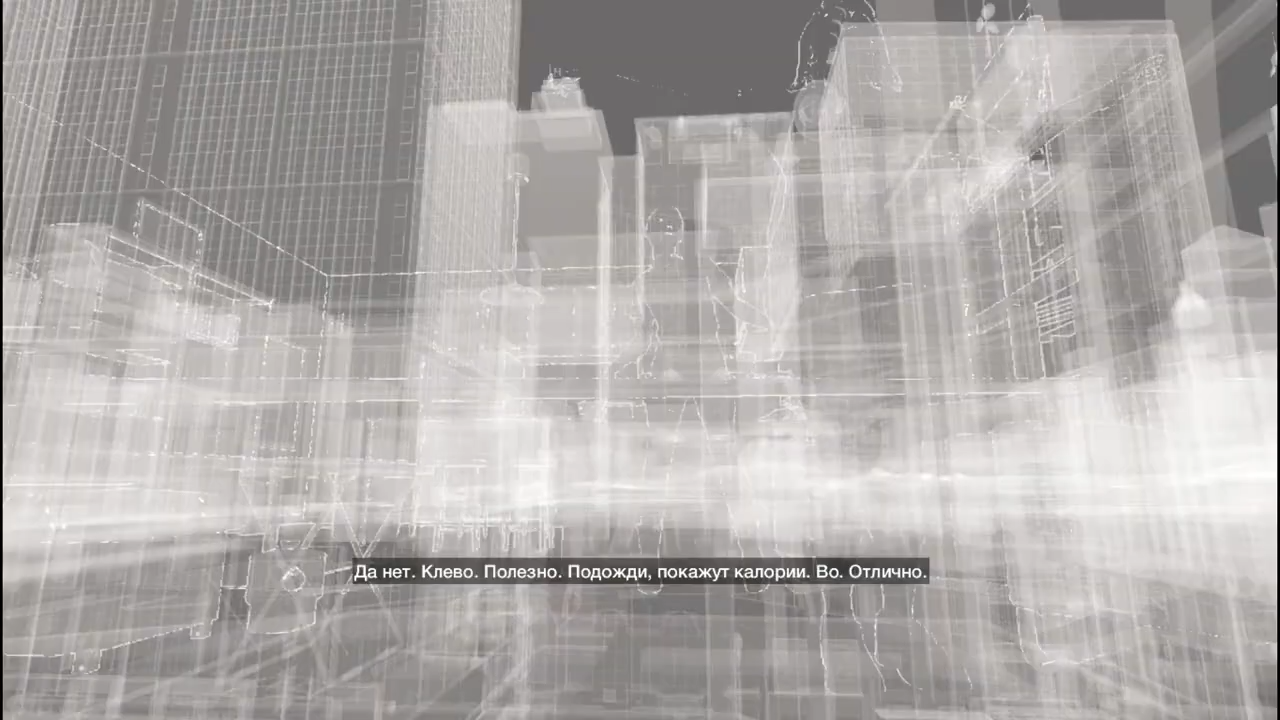 Да нет. Клево. Полезно. Подожди, покажут калории. Во. Отлично.